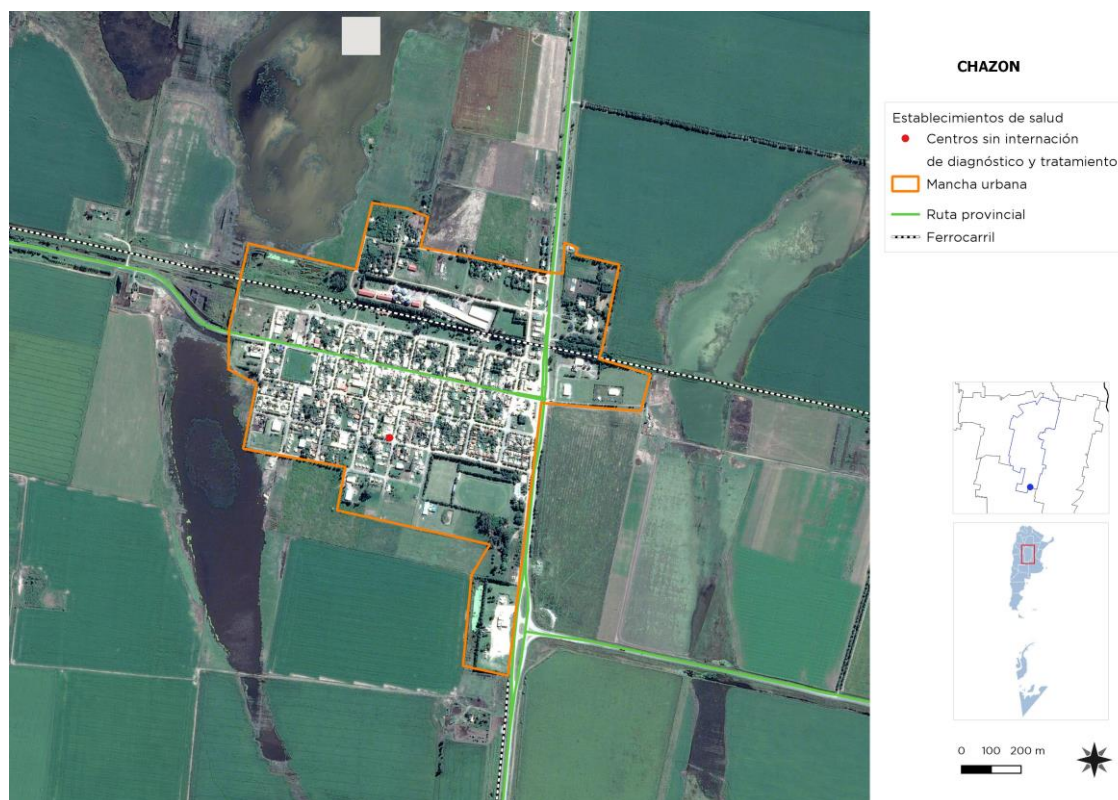 CHAZON
Establecimientos de salud
Centros sin internación
de diagnóstico y tratamiento
Mancha urbana
Ruta provincial
Ferrocarril
0 100 200 m